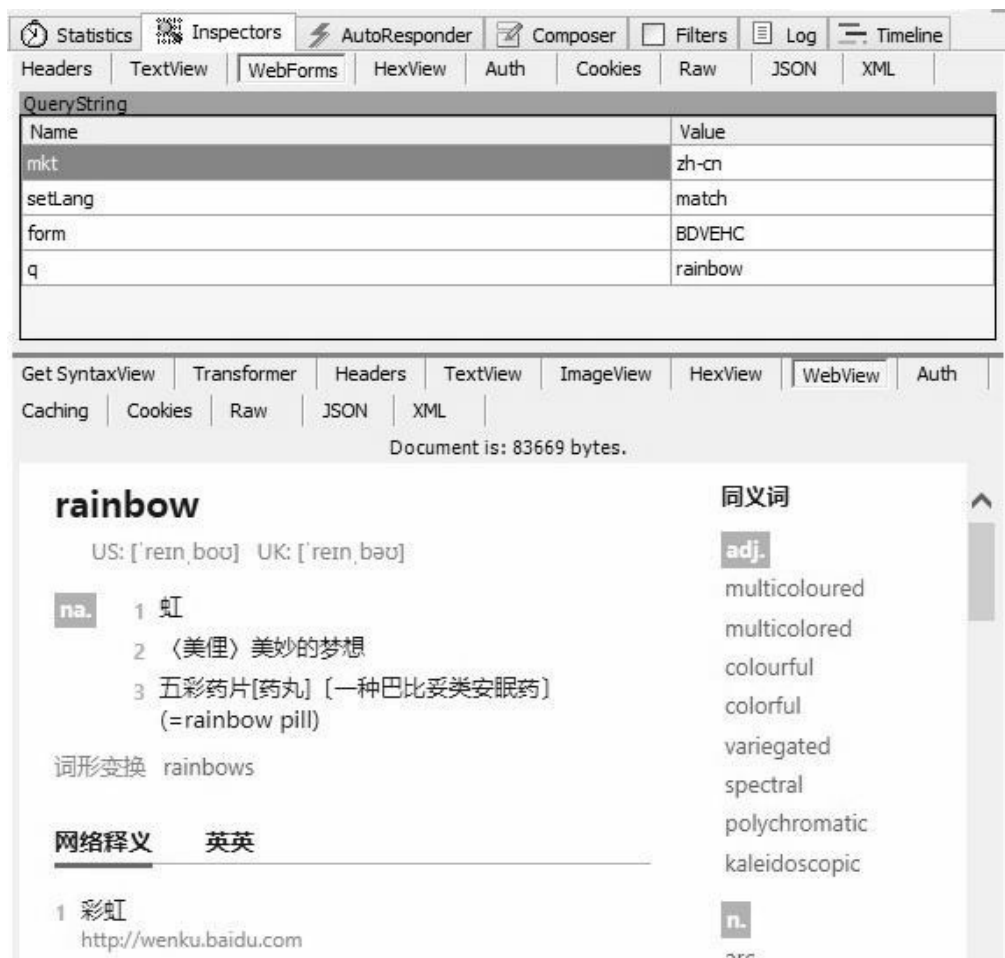 Statistics Inspectors AutoResponder Composer Filters Log Timeline
Headers TextView WebForms HexView Auth Cookies Raw JSON XML
QueryString
Name Value
mkt zh-cn
setLang match
form BDVEHC
q rainbow
Get SyntaxView Transformer Headers TextView ImageView HexView WebView Auth
Caching Cookies Raw JSON XML
Document is: 83669 bytes.
rainbow
US: [ˈreɪnˌboʊ] UK: [ˈreɪnˌbəʊ]
na. 1 虹
2 〈美俚〉美妙的梦想
3 五彩药片[药丸]〔一种巴比妥类安眠药〕
(=rainbow pill)
词形变换 rainbows
网络释义 英英
1 彩虹
http://wenku.baidu.com
同义词
adj.
multicoloured
multicolored
colourful
colorful
variegated
spectral
polychromatic
kaleidoscopic
n.